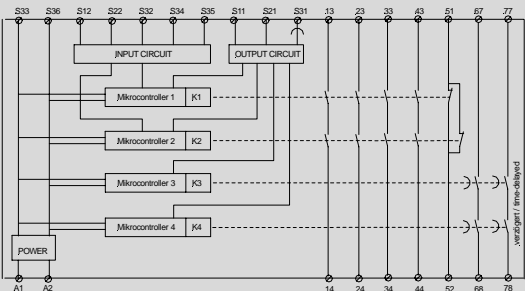 S33 S36 S12 S22 S32 S34 S35 S11 S21 S31 .13 .23 .33 .43 .51 .67 .77
INPUT CIRCUIT OUTPUT CIRCUIT
Mikrocontroller 1 K1
Mikrocontroller 2 K2
Mikrocontroller 3 K3
Mikrocontroller 4 K4
verzögert / time-delayed
POWER
A1 A2 14 24 34 44 52 68 78